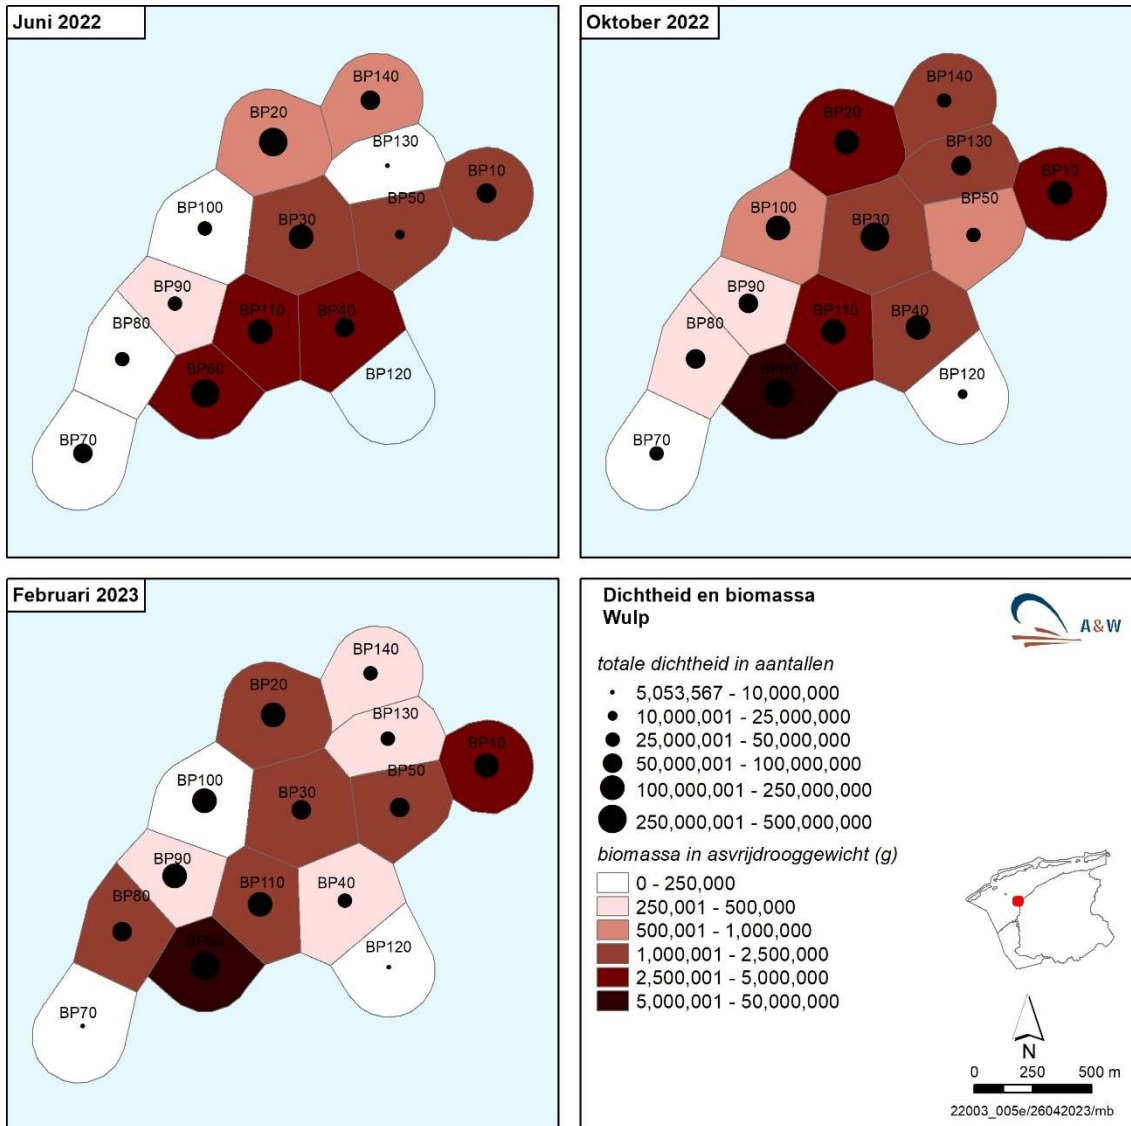 Juni 2022
BP140
BP20
BP130
BP10
BP50
BP100
BP30
BP90
BP110
BP40
BP80
BP60
BP120
BP70
Oktober 2022
BP140
BP20
BP130
BP10
BP50
BP100
BP30
BP90
BP110
BP40
BP80
BP60
BP120
BP70
Februari 2023
BP140
BP20
BP130
BP10
BP50
BP100
BP30
BP90
BP110
BP40
BP80
BP60
BP120
BP70
Dichtheid en biomassa
Wulp
A&W
totale dichtheid in aantallen
5,053,567 - 10,000,000
10,000,001 - 25,000,000
25,000,001 - 50,000,000
50,000,001 - 100,000,000
100,000,001 - 250,000,000
250,000,001 - 500,000,000
biomassa in asvrijdrooggewicht (g)
0 - 250,000
250,001 - 500,000
500,001 - 1,000,000
1,000,001 - 2,500,000
2,500,001 - 5,000,000
5,000,001 - 50,000,000
N
0 250 500 m
22003_005e/26042023/mb